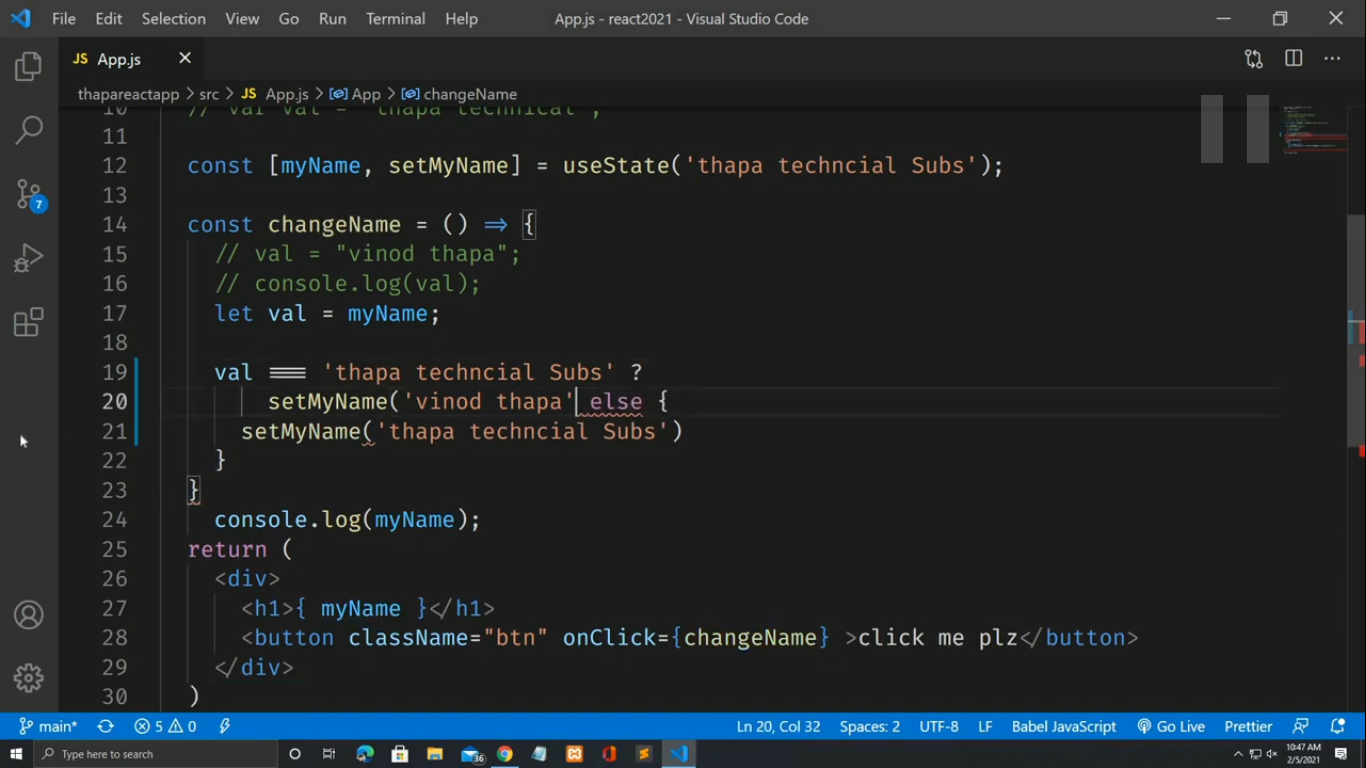 File Edit Selection View Go Run Terminal Help App.js - react2021 - Visual Studio Code
JS App.js
thapareactapp > src > JS App.js > App > changeName
10 // var val = "thapa technical";
11
12 const [myName, setMyName] = useState('thapa techncial Subs');
13
14 const changeName = () => {
15 // val = "vinod thapa";
16 // console.log(val);
17 let val = myName;
18
19 val === 'thapa techncial Subs' ?
20 setMyName('vinod thapa' else {
21 setMyName('thapa techncial Subs')
22 }
23 }
24 console.log(myName);
25 return (
26 <div>
27 <h1>{ myName }</h1>
28 <button className="btn" onClick={changeName} >click me plz</button>
29 </div>
30 )
7
main* 5 0 Ln 20, Col 32 Spaces: 2 UTF-8 LF Babel JavaScript Go Live Prettier
Type here to search 36 10:47 AM
2/5/2021